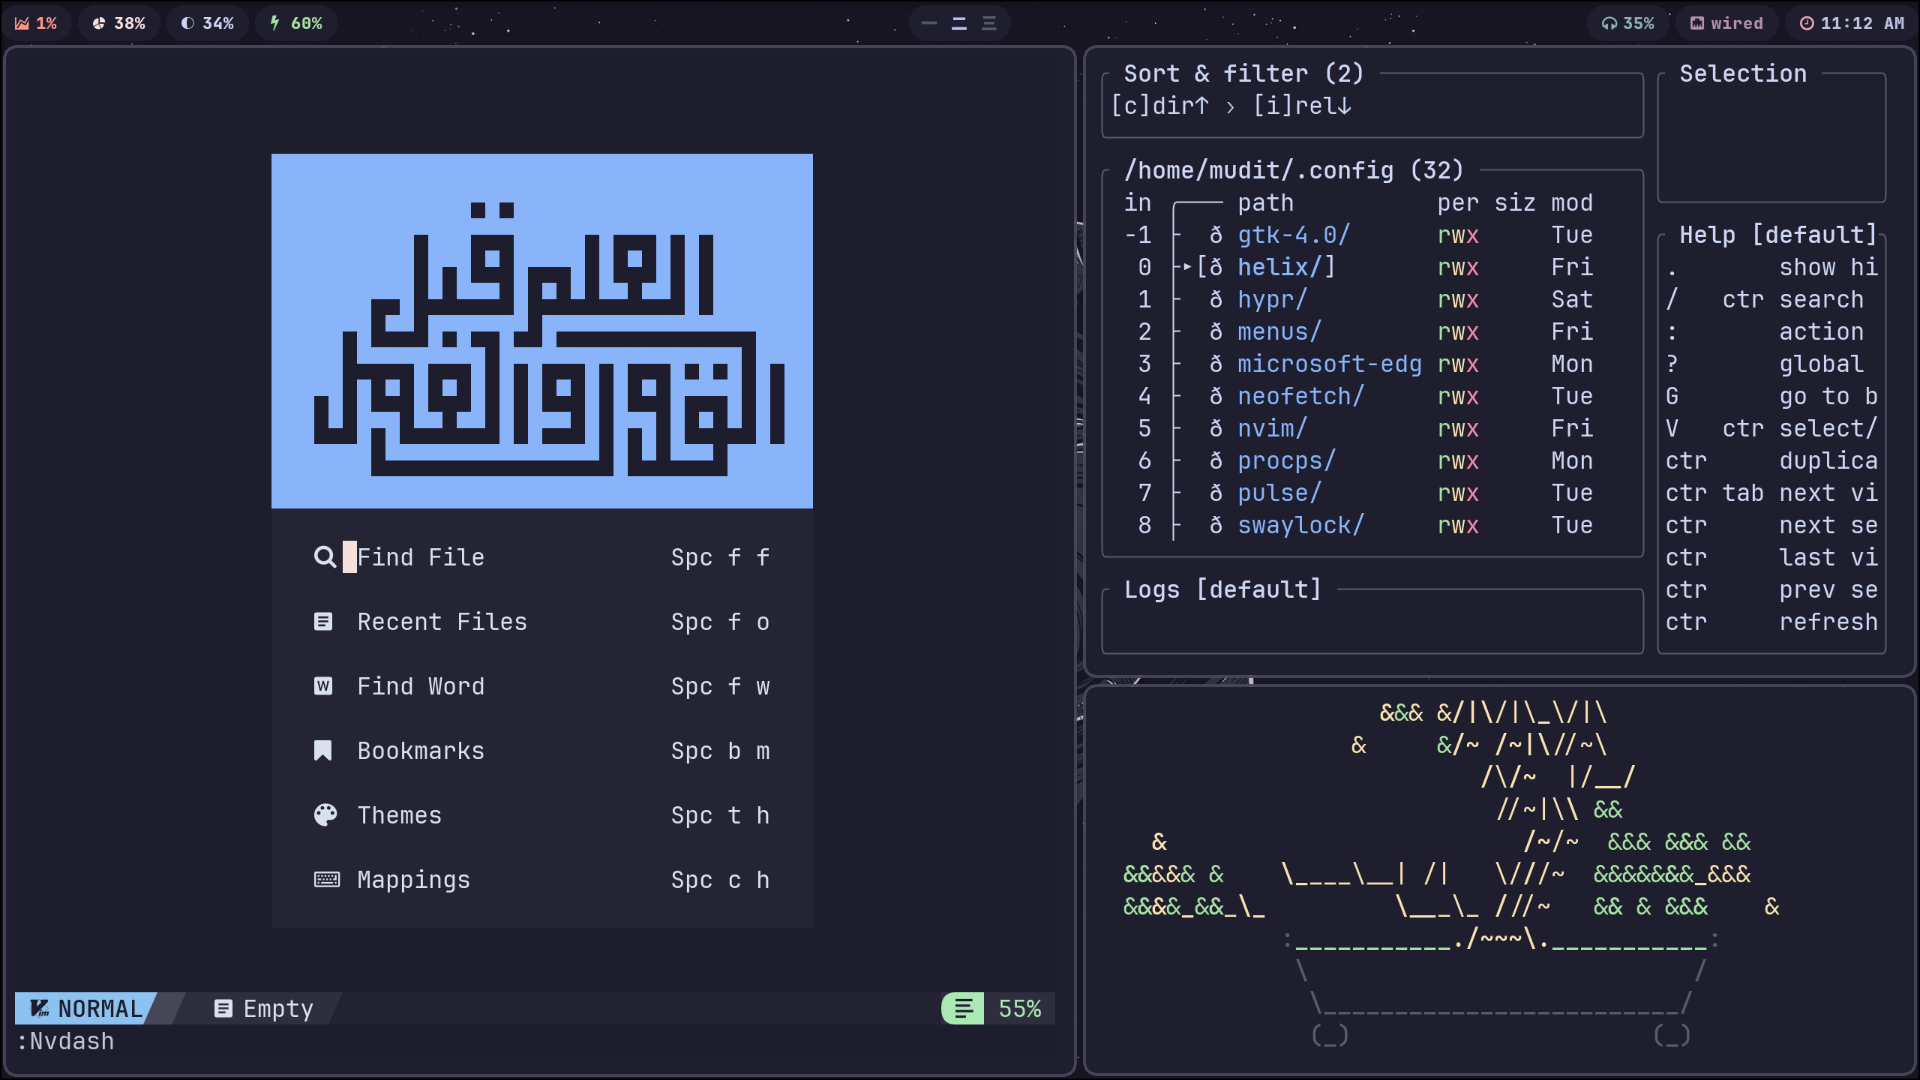 1%
38%
34%
60%
35%
wired
11:12 AM
العلم قبل
القول والعمل
Find File Spc f f
Recent Files Spc f o
Find Word Spc f w
Bookmarks Spc b m
Themes Spc t h
Mappings Spc c h
NORMAL Empty 55%
:Nvdash
Sort & filter (2)
[c]dir↑ › [i]rel↓
/home/mudit/.config (32)
in path per siz mod
-1 ð gtk-4.0/ rwx Tue
0 ▸[ð helix/] rwx Fri
1 ð hypr/ rwx Sat
2 ð menus/ rwx Fri
3 ð microsoft-edg rwx Mon
4 ð neofetch/ rwx Tue
5 ð nvim/ rwx Fri
6 ð procps/ rwx Mon
7 ð pulse/ rwx Tue
8 ð swaylock/ rwx Tue
Logs [default]
Selection
Help [default]
. show hi
/ ctr search
: action
? global
G go to b
V ctr select/
ctr duplica
ctr tab next vi
ctr next se
ctr last vi
ctr prev se
ctr refresh
&&& &/|\/|\_\/|\
& &/~ /~|\//~\
/\/~ |/__/
//~|\\ &&
& /~/~ &&& &&& &&
&&&&& & \____\__| /| \///~ &&&&&&&_&&&
&&&&_&&_\_ \___\_ ///~ && & &&& &
:___________./~~~\.___________:
\ /
\_________________________/
(_) (_)